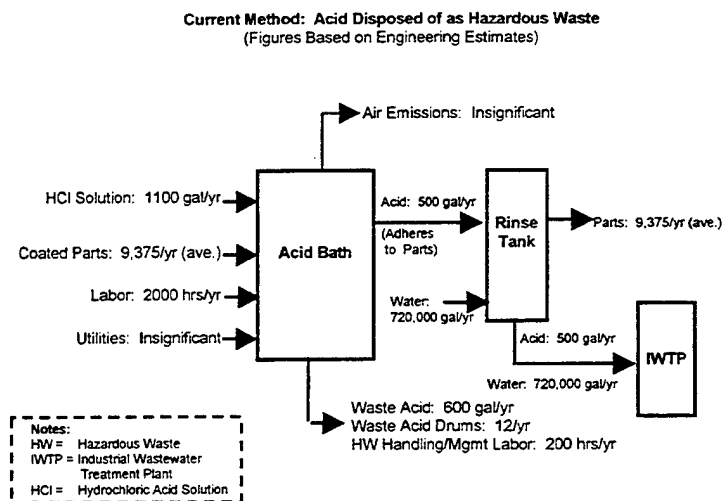 Current Method: Acid Disposed of as Hazardous Waste
(Figures Based on Engineering Estimates)
Air Emissions: Insignificant
HCl Solution: 1100 gal/yr
Coated Parts: 9,375/yr (ave.)
Labor: 2000 hrs/yr
Utilities: Insignificant
Acid Bath
Acid: 500 gal/yr
(Adheres
to Parts)
Water:
720,000 gal/yr
Rinse
Tank
Parts: 9,375/yr (ave.)
Acid: 500 gal/yr
Water: 720,000 gal/yr
IWTP
Waste Acid: 600 gal/yr
Waste Acid Drums: 12/yr
HW Handling/Mgmt Labor: 200 hrs/yr
Notes:
HW = Hazardous Waste
IWTP = Industrial Wastewater
Treatment Plant
HCl = Hydrochloric Acid Solution